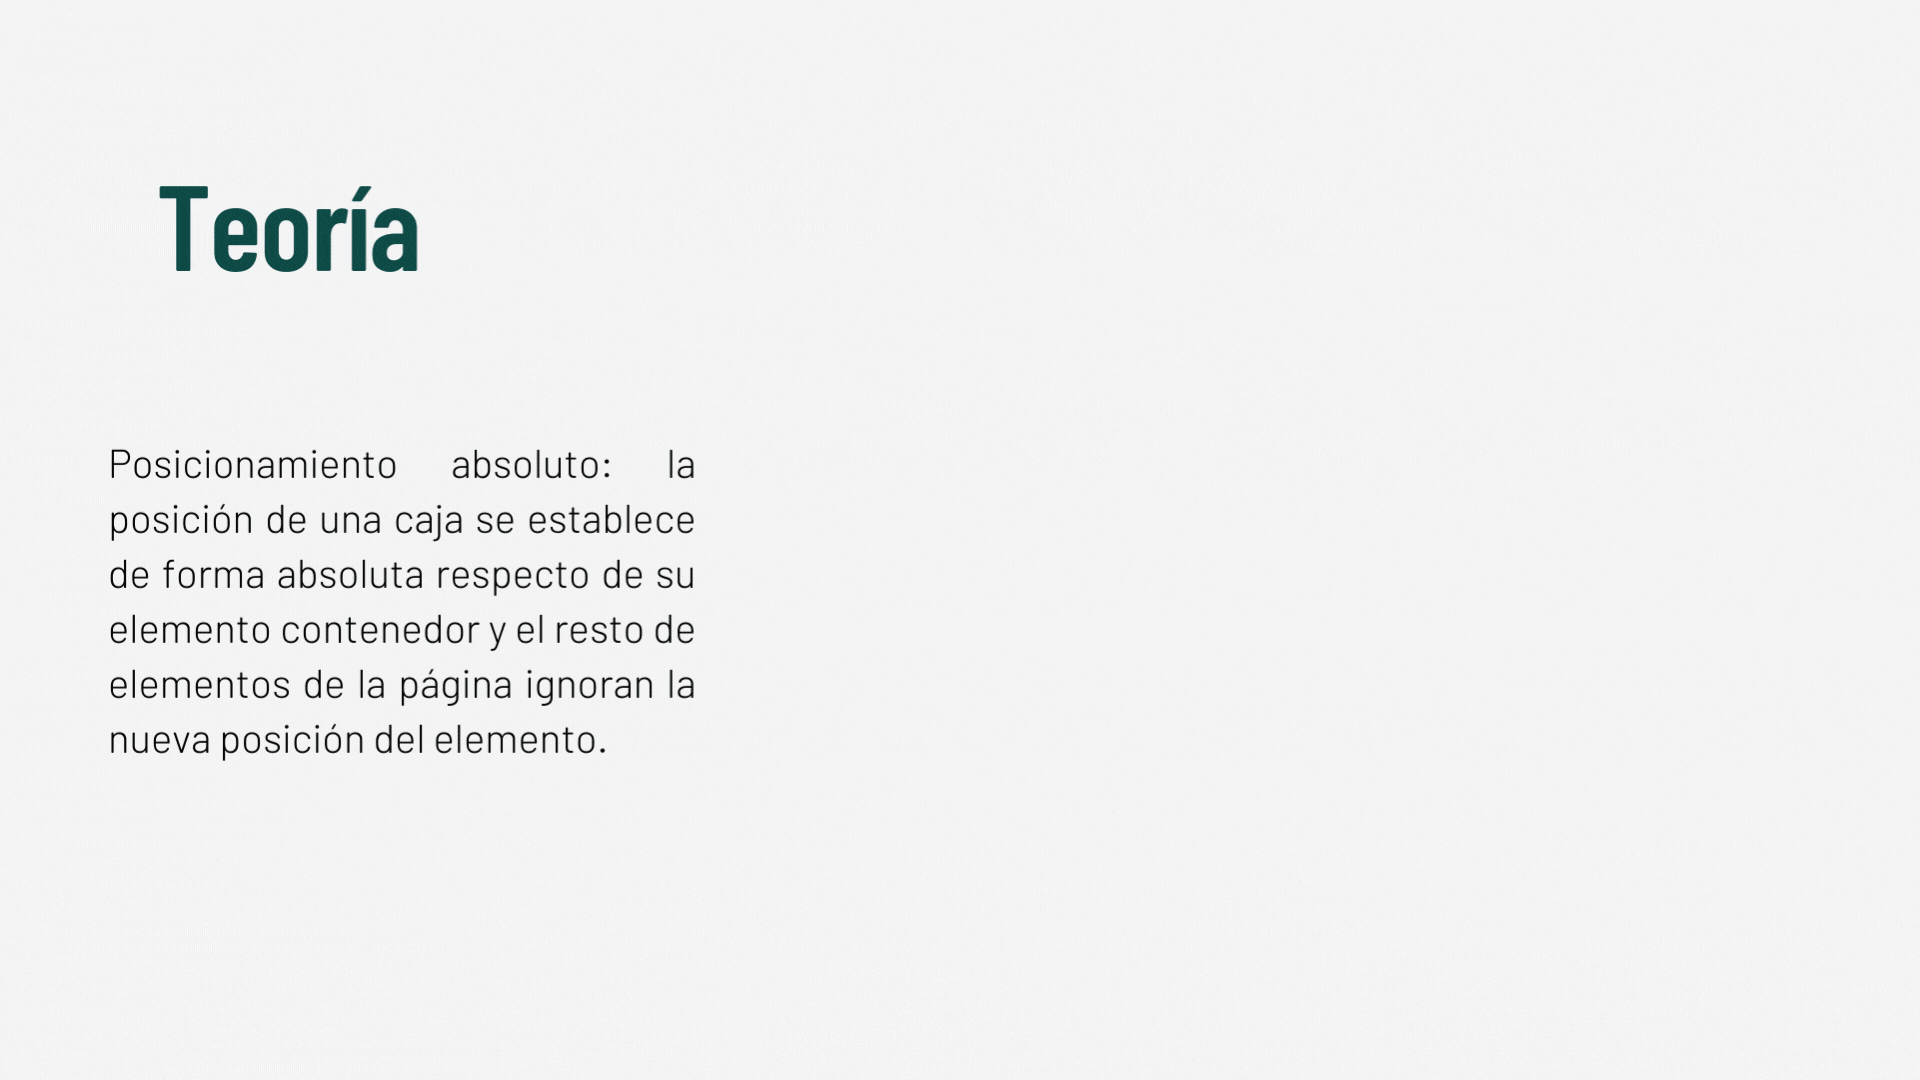 Teoría
Posicionamiento absoluto: la
posición de una caja se establece
de forma absoluta respecto de su
elemento contenedor y el resto de
elementos de la página ignoran la
nueva posición del elemento.